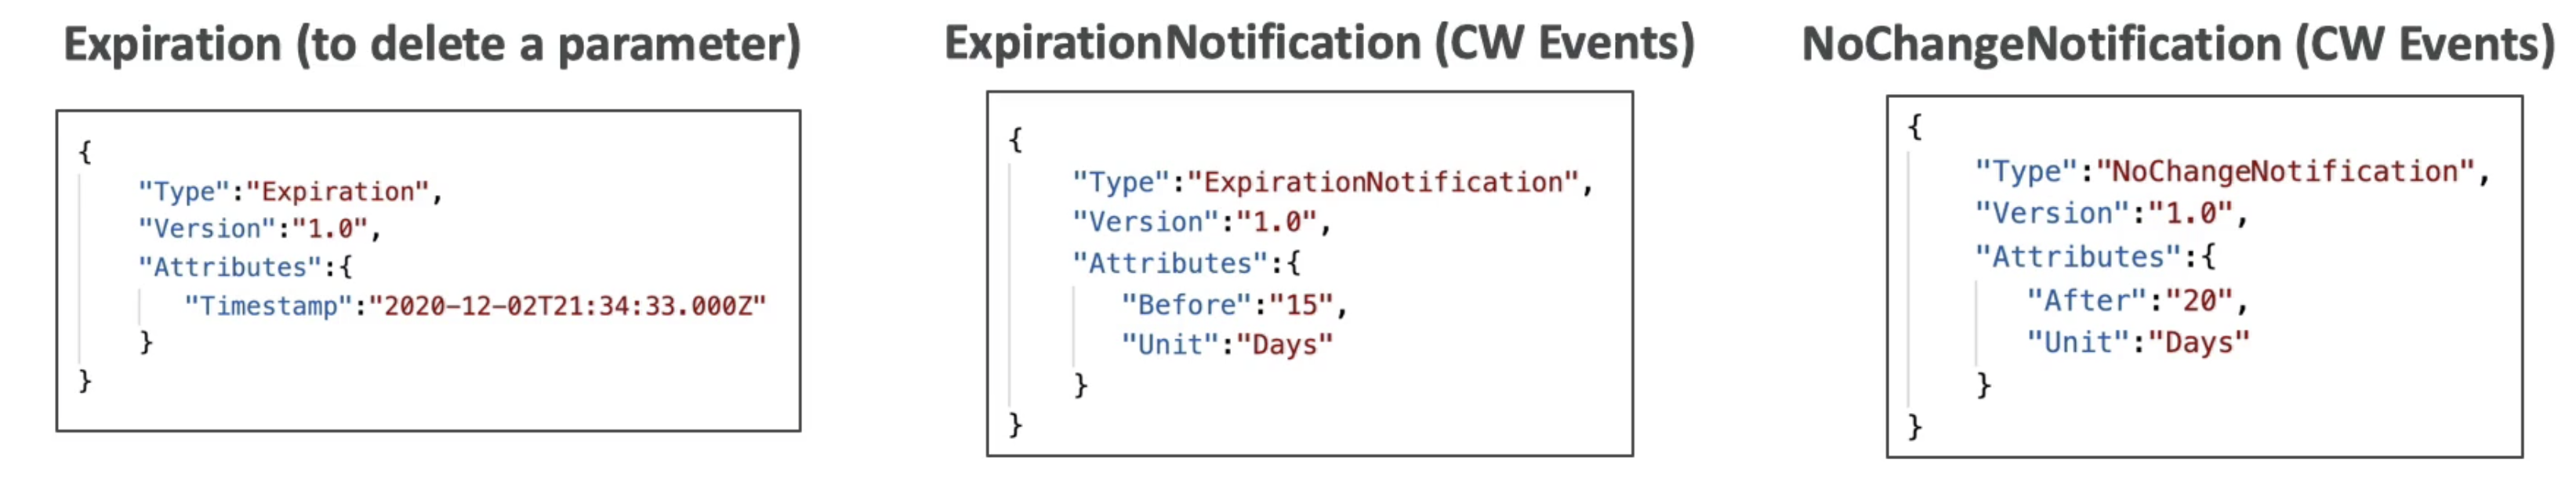 Expiration (to delete a parameter)
{
"Type":"Expiration",
"Version":"1.0",
"Attributes":{
"Timestamp":"2020-12-02T21:34:33.000Z"
}
}
ExpirationNotification (CW Events)
{
"Type":"ExpirationNotification",
"Version":"1.0",
"Attributes":{
"Before":"15",
"Unit":"Days"
}
}
NoChangeNotification (CW Events)
{
"Type":"NoChangeNotification",
"Version":"1.0",
"Attributes":{
"After":"20",
"Unit":"Days"
}
}